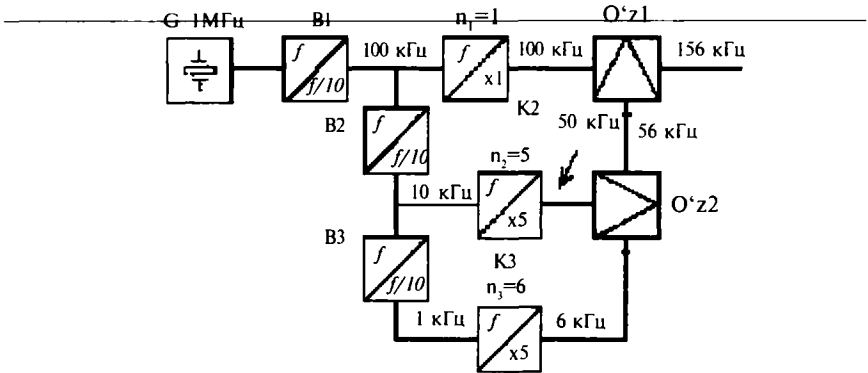 G 1МГц B1 n₁=1 O‘z1
f f/10 100 кГц f x1 100 кГц 156 кГц
K2
B2 f f/10 50 кГц 56 кГц
n₂=5
10 кГц f x5 O‘z2
B3 f f/10
K3
n₃=6
1 кГц f x5 6 кГц